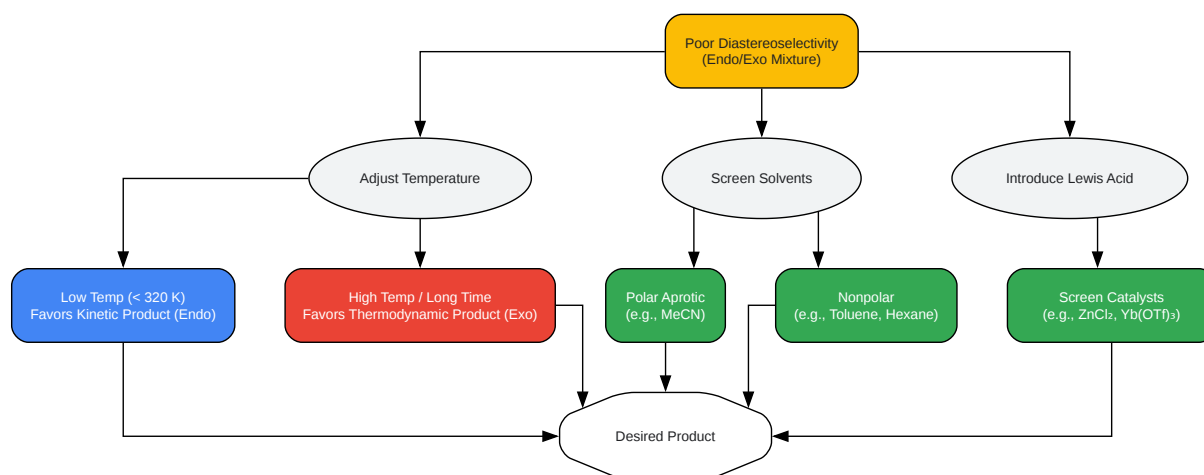 Poor Diastereoselectivity
(Endo/Exo Mixture)
Adjust Temperature
Screen Solvents
Introduce Lewis Acid
Low Temp (< 320 K)
Favors Kinetic Product (Endo)
High Temp / Long Time
Favors Thermodynamic Product (Exo)
Polar Aprotic
(e.g., MeCN)
Nonpolar
(e.g., Toluene, Hexane)
Screen Catalysts
(e.g., ZnCl₂, Yb(OTf)₃)
Desired Product